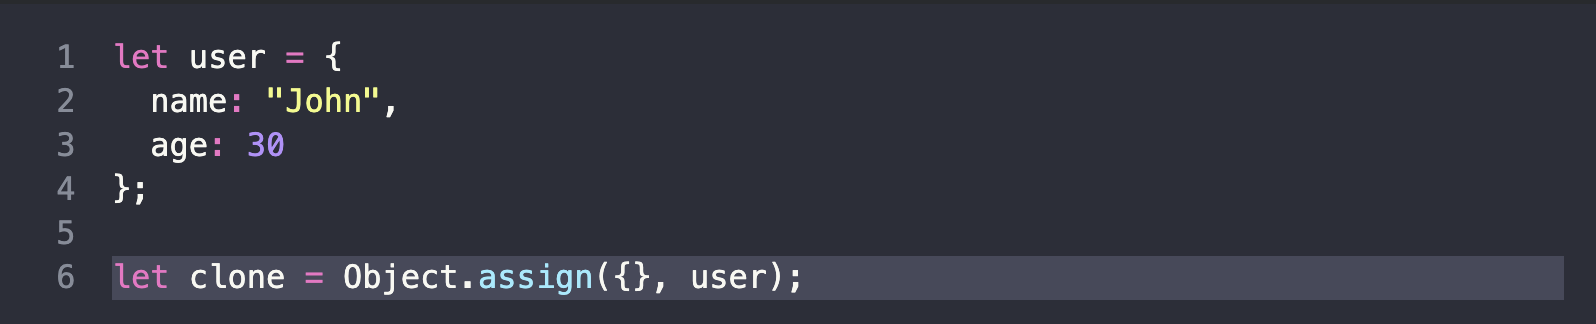 1 let user = {
2   name: "John",
3   age: 30
4 };
5
6 let clone = Object.assign({}, user);